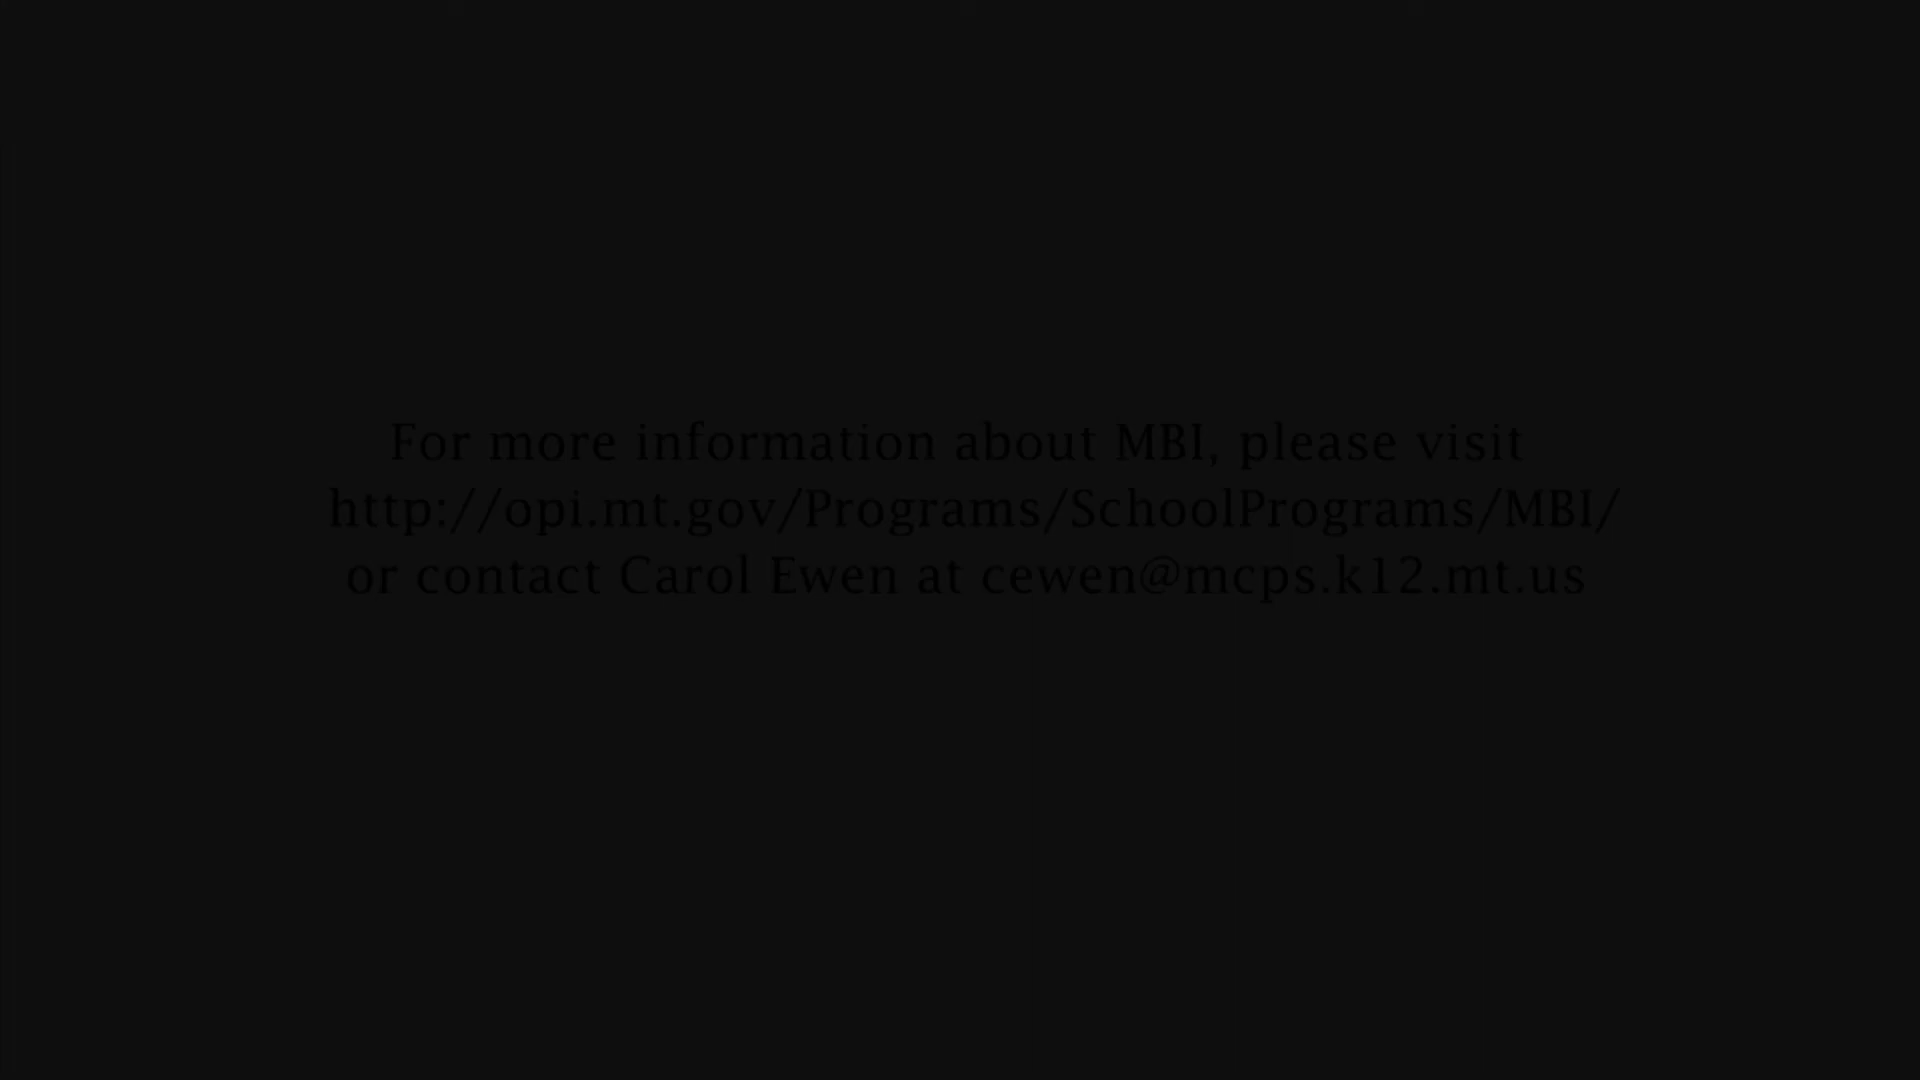 For more information about MBI, please visit
http://opi.mt.gov/Programs/SchoolPrograms/MBI/
or contact Carol Ewen at cewen@mcps.k12.mt.us